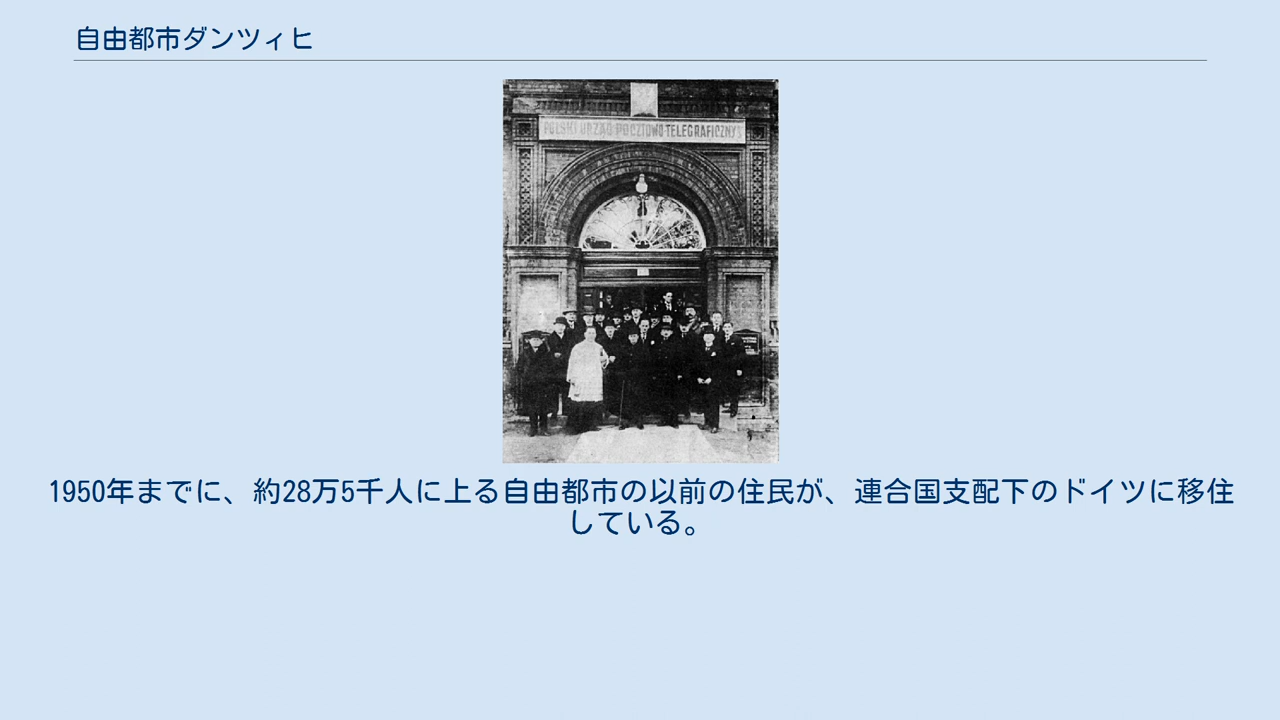 自由都市ダンツィヒ
POLSKI URZĄD POCZTOWO-TELEGRAFICZNY
1950年までに、約28万5千人に上る自由都市の以前の住民が、連合国支配下のドイツに移住
している。